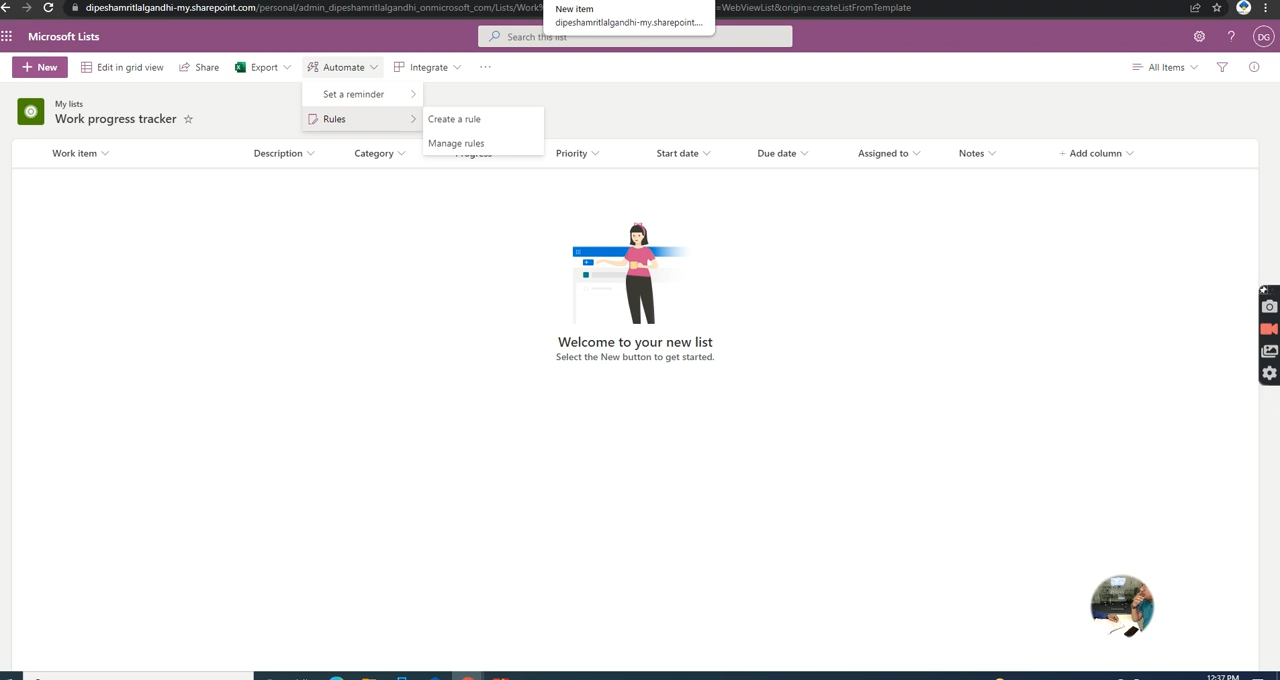 New item
dipeshamritlalgandhi-my.sharepoint....
dipeshamritlalgandhi-my.sharepoint.com/personal/admin_dipeshamritlalgandhi_onmicrosoft_com/Lists/Work%
=WebViewList&origin=createListFromTemplate
Microsoft Lists
Search this list
DG
New
Edit in grid view
Share
Export
Automate
Integrate
...
All Items
Set a reminder
Rules
Create a rule
Manage rules
My lists
Work progress tracker
Work item
Description
Category
Progress
Priority
Start date
Due date
Assigned to
Notes
+ Add column
Welcome to your new list
Select the New button to get started.
12:37 PM